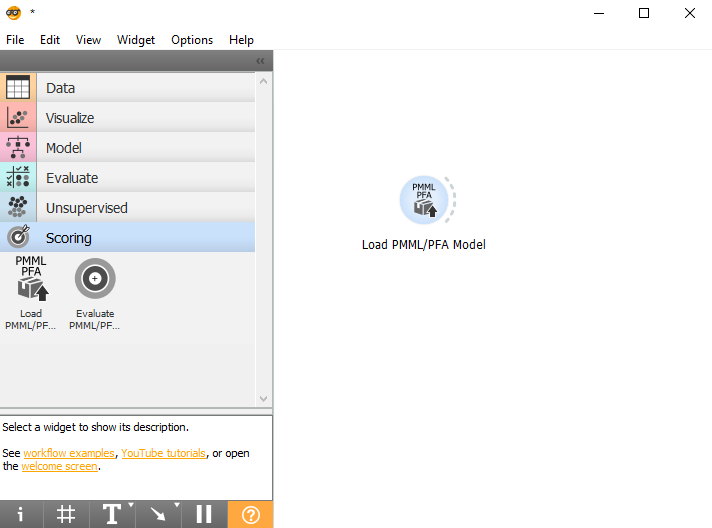 *
File Edit View Widget Options Help
Data
Visualize
Model
Evaluate
Unsupervised
Scoring
PMML
PFA
Load
PMML/PF...
Evaluate
PMML/PF...
Select a widget to show its description.
See workflow examples, YouTube tutorials, or open
the welcome screen.
i # T ?
PMML
PFA
Load PMML/PFA Model